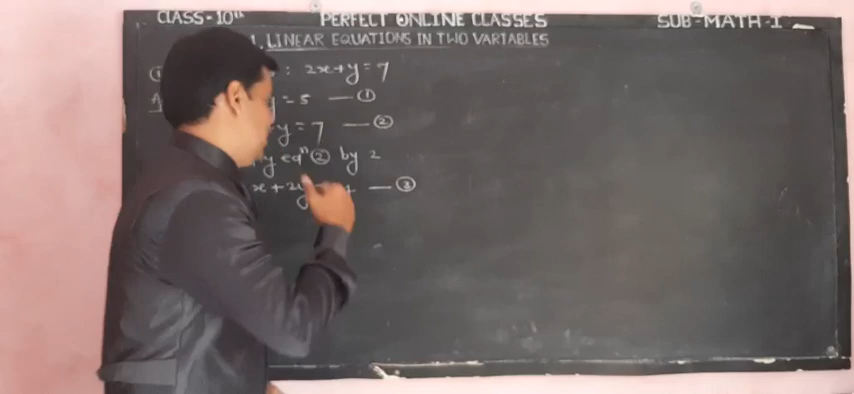 CLASS-10th PERFECT ONLINE CLASSES SUB-MATH-I
1. LINEAR EQUATIONS IN TWO VARIABLES
① : 2x+y=7
y=5 — ①
y=7 — ②
y eqⁿ ② by 2
x+2y — ③